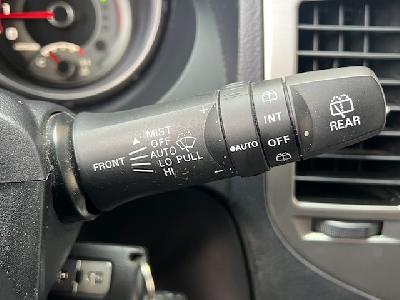 MIST
OFF
FRONT AUTO
LO PULL
HI
+
AUTO
−
INT
OFF
REAR